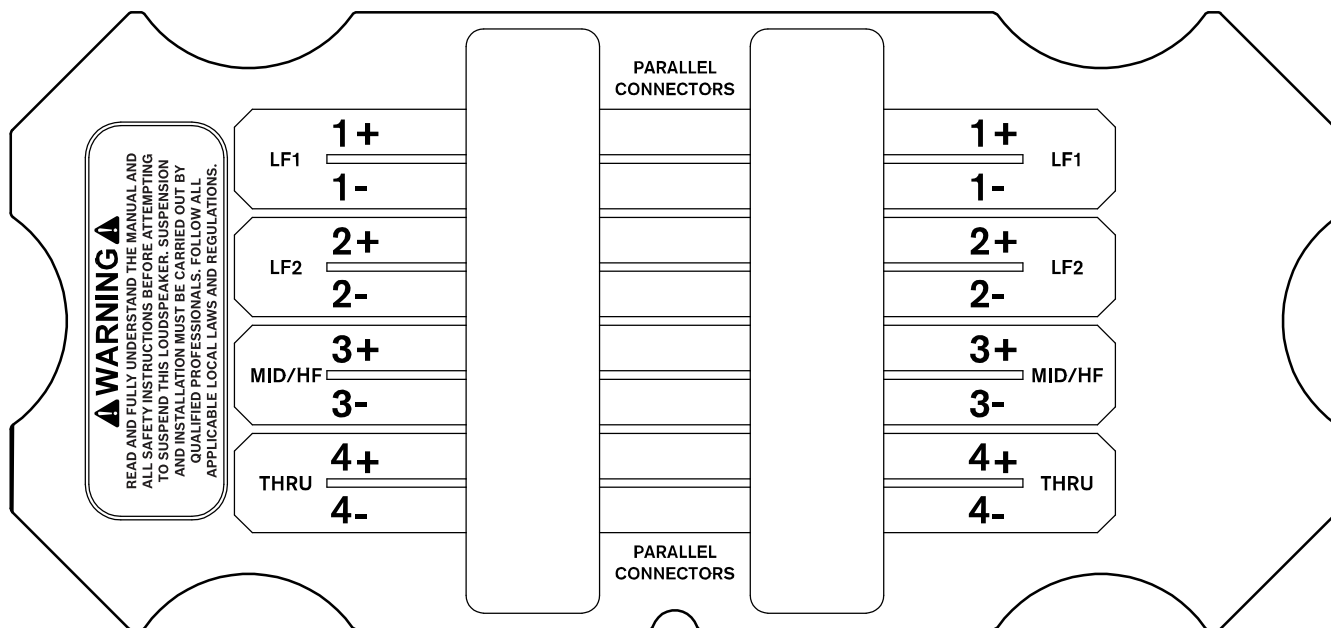 PARALLEL
CONNECTORS
⚠WARNING⚠
READ AND FULLY UNDERSTAND THE MANUAL AND
ALL SAFETY INSTRUCTIONS BEFORE ATTEMPTING
TO SUSPEND THIS LOUDSPEAKER. SUSPENSION
AND INSTALLATION MUST BE CARRIED OUT BY
QUALIFIED PROFESSIONALS. FOLLOW ALL
APPLICABLE LOCAL LAWS AND REGULATIONS.
LF1
1+
1-
1+
1-
LF1
LF2
2+
2-
2+
2-
LF2
MID/HF
3+
3-
3+
3-
MID/HF
THRU
4+
4-
4+
4-
THRU
PARALLEL
CONNECTORS